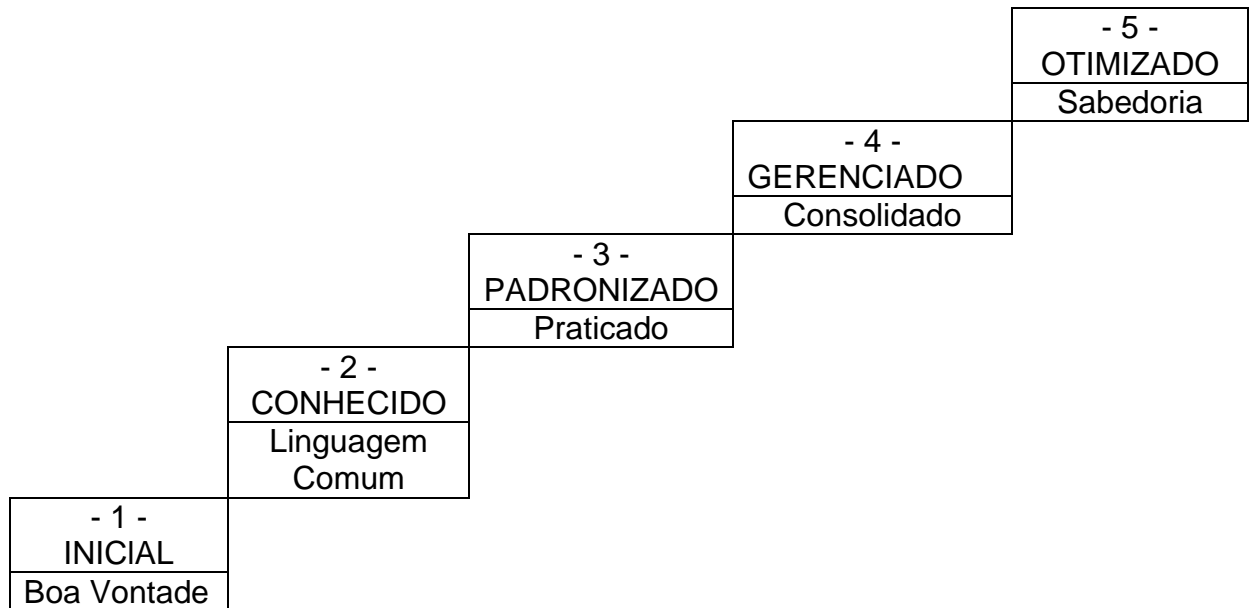 - 5 -
OTIMIZADO
Sabedoria
- 4 -
GERENCIADO
Consolidado
- 3 -
PADRONIZADO
Praticado
- 2 -
CONHECIDO
Linguagem
Comum
- 1 -
INICIAL
Boa Vontade